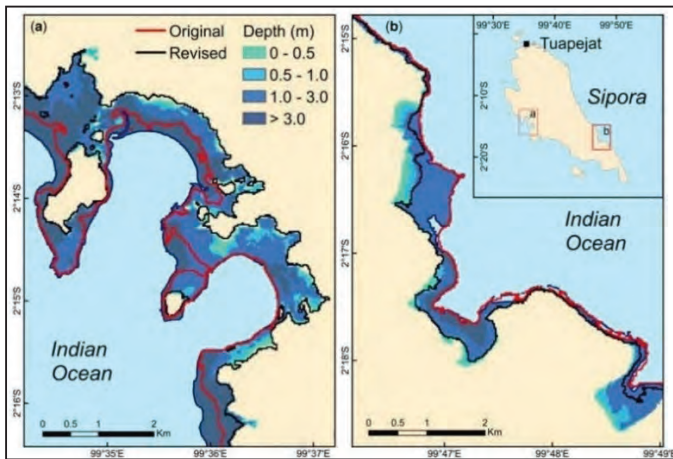 (a)
Original
Revised
Depth (m)
0 - 0.5
0.5 - 1.0
1.0 - 3.0
> 3.0
2°13'S
2°14'S
2°15'S
2°16'S
Indian
Ocean
0 0.5 1 2
Km
99°35'E 99°36'E 99°37'E
(b)
99°30'E 99°40'E 99°50'E
Tuapejat
Sipora
a
b
2°10'S
2°20'S
2°15'S
2°16'S
2°17'S
2°18'S
Indian
Ocean
0 0.5 1 2
Km
99°47'E 99°48'E 99°49'E